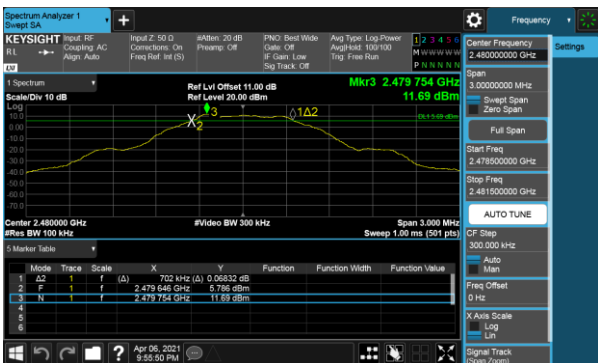 Spectrum Analyzer 1
Swept SA
+
Frequency
KEYSIGHT
RL
Input: RF
Coupling: AC
Align: Auto
Input Z: 50 Ω
Corrections: On
Freq Ref: Int (S)
#Atten: 20 dB
Preamp: Off
PNO: Best Wide
Gate: Off
IF Gain: Low
Sig Track: Off
Avg Type: Log-Power
Avg|Hold: 100/100
Trig: Free Run
1 2 3 4 5 6
M W W W W W
P N N N N N
LXI
1 Spectrum
Scale/Div 10 dB
Ref Lvl Offset 11.00 dB
Ref Level 20.00 dBm
Mkr3 2.479 754 GHz
11.69 dBm
Log
10.0
0.00
-10.0
-20.0
-30.0
-40.0
-50.0
-60.0
-70.0
3
X2
1Δ2
Center 2.480000 GHz
#Res BW 100 kHz
#Video BW 300 kHz
Span 3.000 MHz
Sweep 1.00 ms (501 pts)
5 Marker Table
Mode Trace Scale X Y Function Function Width Function Value
1 Δ2 1 f (Δ) 702 kHz (Δ) 0.06832 dB
2 F 1 f 2.479 646 GHz 5.786 dBm
3 N 1 f 2.479 754 GHz 11.69 dBm
4
5
6
Apr 06, 2021
9:55:50 PM
Center Frequency
2.480000000 GHz
Settings
Span
3.00000000 MHz
Swept Span
Zero Span
Full Span
Start Freq
2.478500000 GHz
Stop Freq
2.481500000 GHz
AUTO TUNE
CF Step
300.000 kHz
Auto
Man
Freq Offset
0 Hz
X Axis Scale
Log
Lin
Signal Track
(Span Zoom)